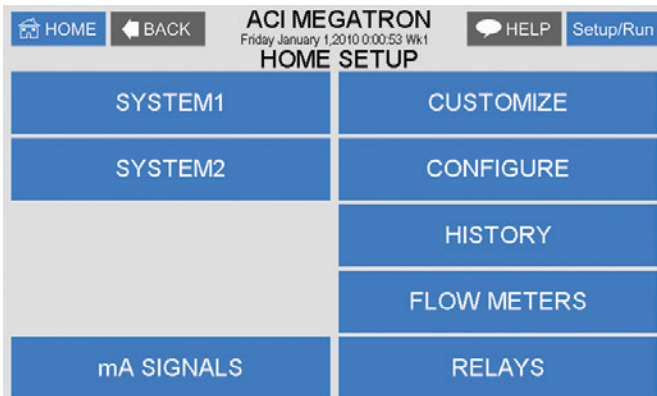 HOME
BACK
ACI MEGATRON
Friday January 1,2010 0:00:53 Wk1
HOME SETUP
HELP
Setup/Run
SYSTEM1
CUSTOMIZE
SYSTEM2
CONFIGURE
HISTORY
FLOW METERS
mA SIGNALS
RELAYS